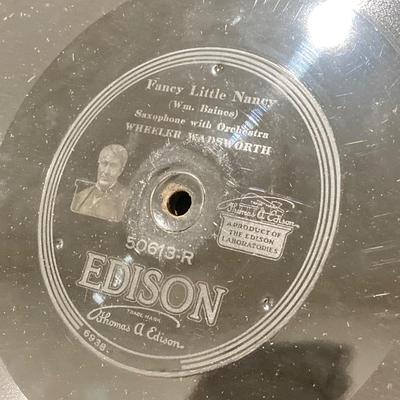 Fancy Little Nancy
(Wm. Baines)
Saxophone with Orchestra
WHEELER WADSWORTH
Thomas A Edison
A PRODUCT OF
THE EDISON
LABORATORIES
50613-R
EDISON
TRADE MARK
Thomas A Edison
6938-